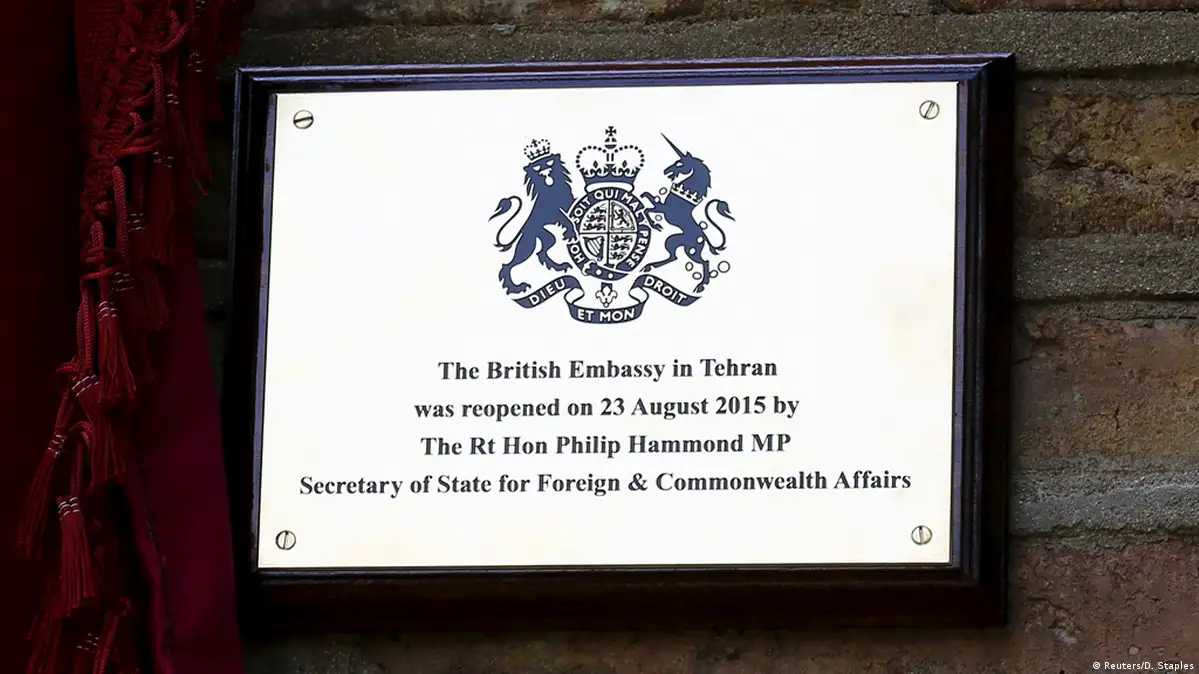 HONI SOIT QUI MAL Y PENSE
DIEU ET MON DROIT
The British Embassy in Tehran
was reopened on 23 August 2015 by
The Rt Hon Philip Hammond MP
Secretary of State for Foreign & Commonwealth Affairs
© Reuters/D. Staples